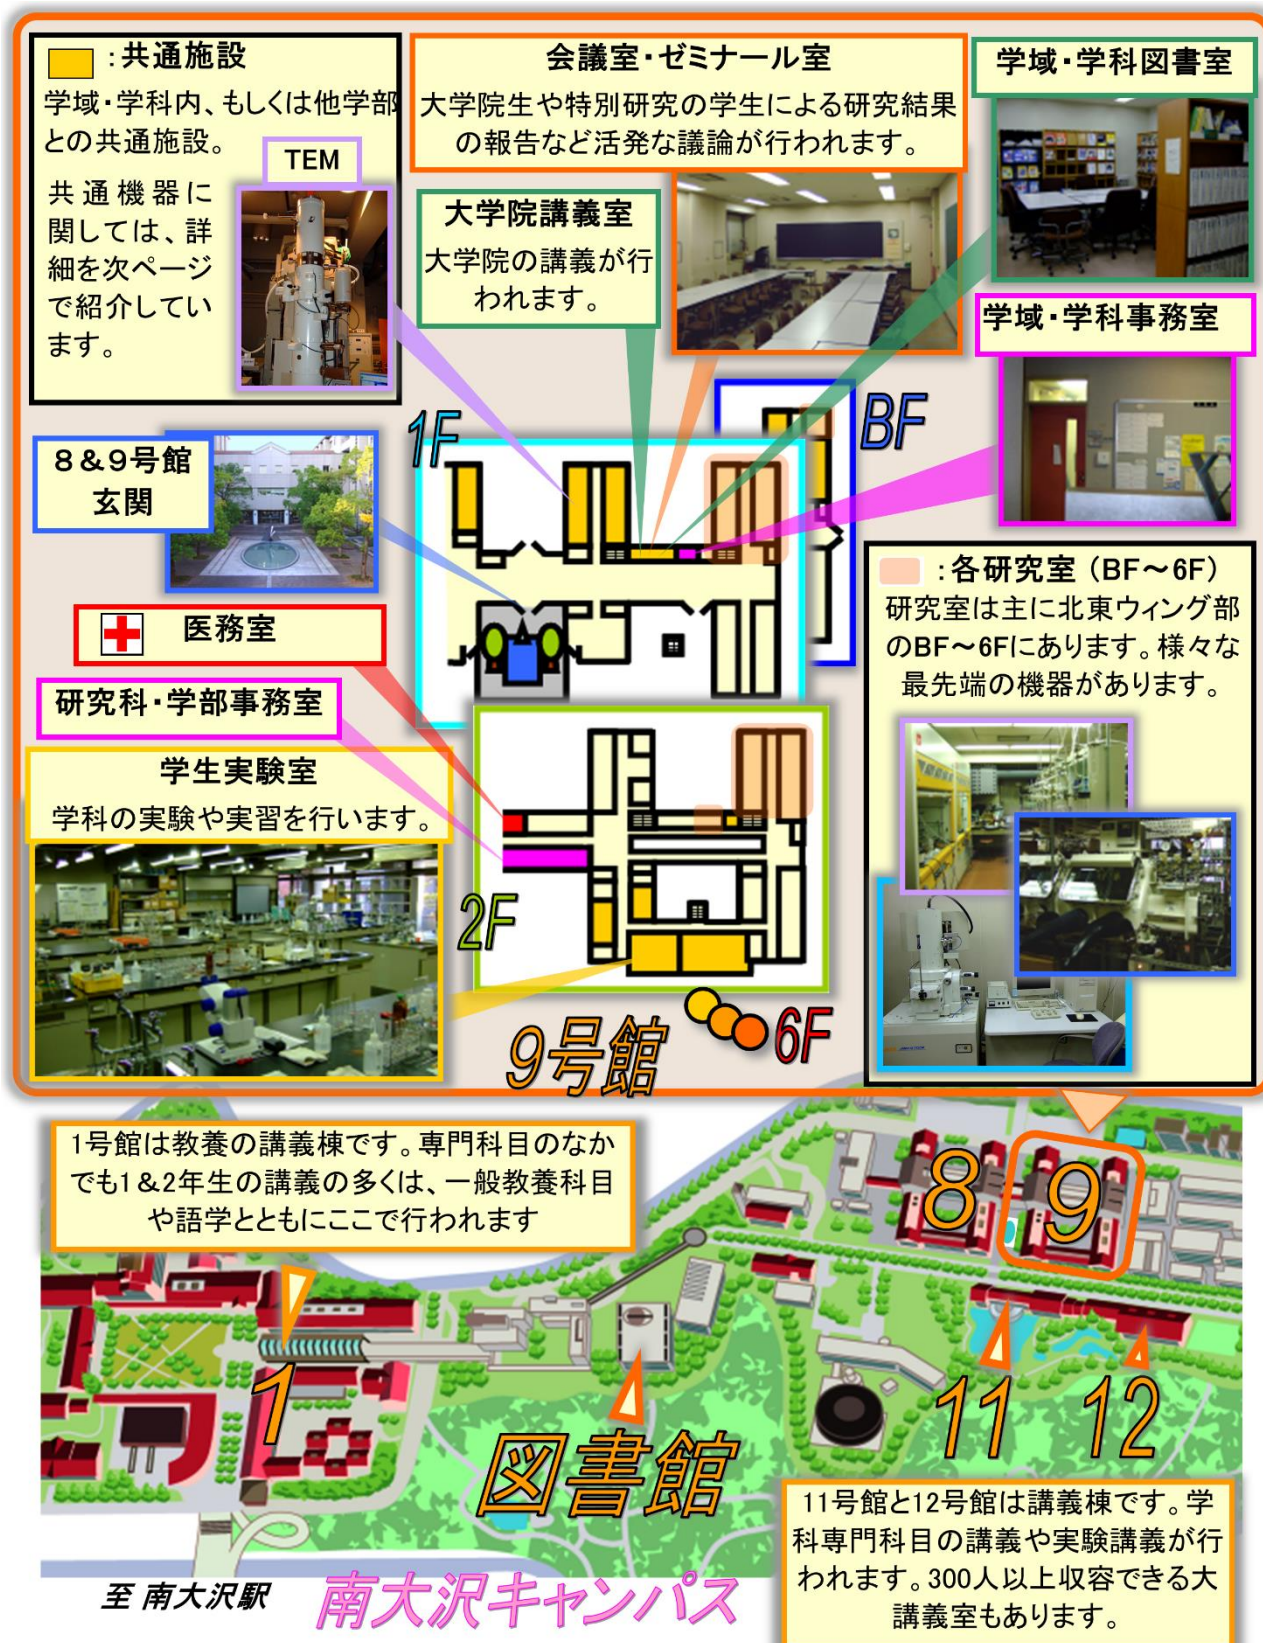 ：共通施設
学域・学科内、もしくは他学部
との共通施設。
共通機器に
関しては、詳
細を次ページ
で紹介してい
ます。
TEM
会議室・ゼミナール室
大学院生や特別研究の学生による研究結果
の報告など活発な議論が行われます。
学域・学科図書室
大学院講義室
大学院の講義が行
われます。
学域・学科事務室
1F
BF
8＆9号館
玄関
医務室
研究科・学部事務室
学生実験室
学科の実験や実習を行います。
：各研究室（BF～6F）
研究室は主に北東ウィング部
のBF～6Fにあります。様々な
最先端の機器があります。
2F
6F
9号館
1号館は教養の講義棟です。専門科目のなか
でも1＆2年生の講義の多くは、一般教養科目
や語学とともにここで行われます
8
9
1
11
12
図書館
11号館と12号館は講義棟です。学
科専門科目の講義や実験講義が行
われます。300人以上収容できる大
講義室もあります。
至 南大沢駅
南大沢キャンパス